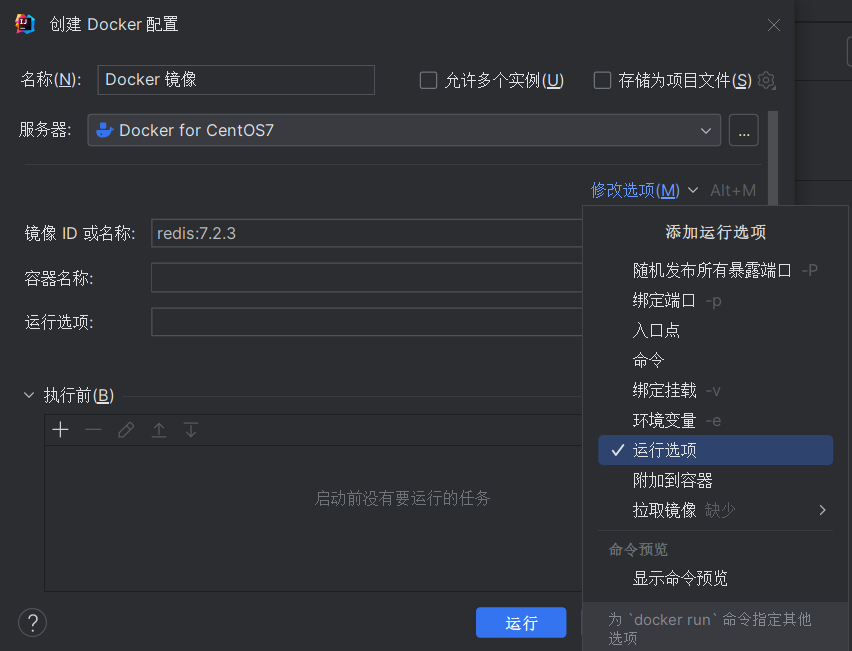 创建 Docker 配置
名称(N): Docker 镜像 允许多个实例(U) 存储为项目文件(S)
服务器: Docker for CentOS7 ...
修改选项(M) Alt+M
镜像 ID 或名称: redis:7.2.3
容器名称:
运行选项:
执行前(B)
启动前没有要运行的任务
? 运行
添加运行选项
随机发布所有暴露端口 -P
绑定端口 -p
入口点
命令
绑定挂载 -v
环境变量 -e
运行选项
附加到容器
拉取镜像 缺少
命令预览
显示命令预览
为 `docker run` 命令指定其他
选项